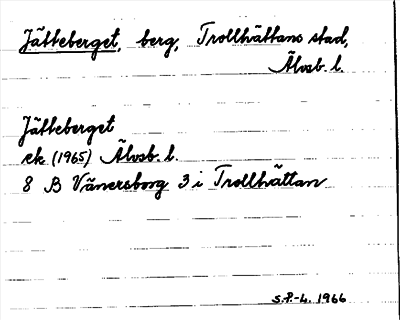 Jätteberget, berg, Trollhättans stad,
Älvsb. l.
Jätteberget
ek (1965) Älvsb. l.
8 B Vänersborg 3 i Trollhättan
S.P.-L. 1966